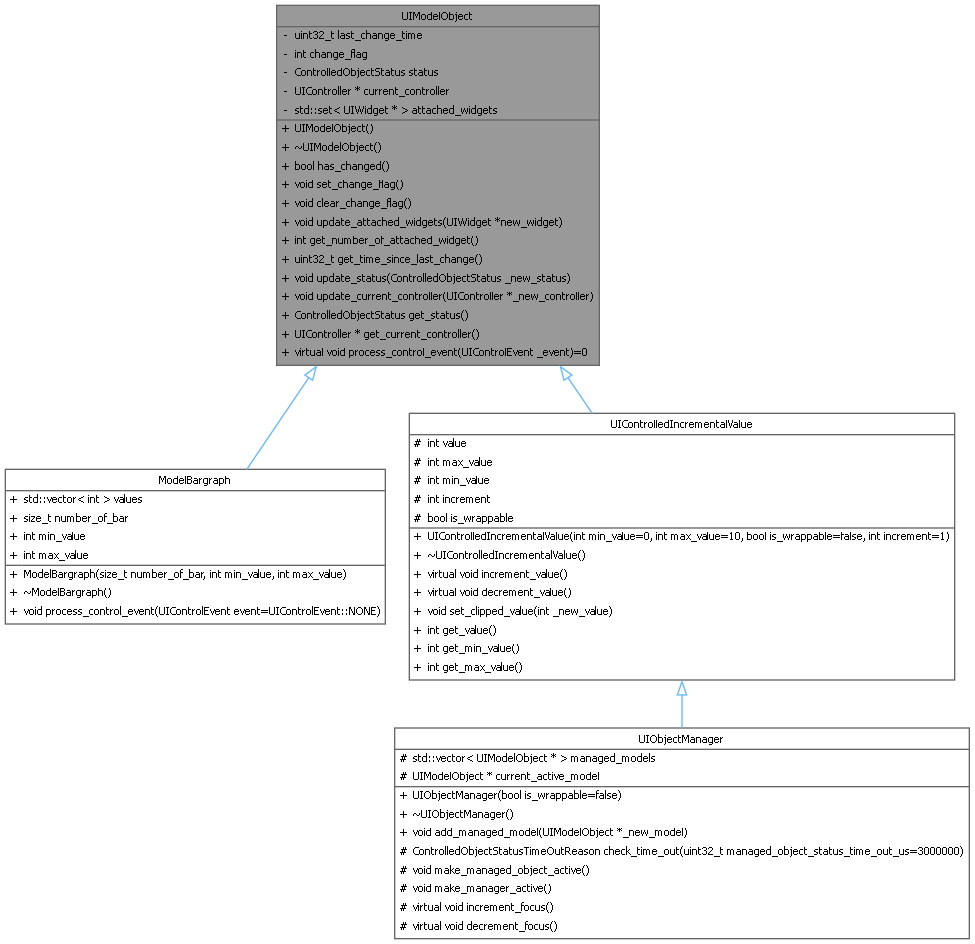 UIModelObject
- uint32_t last_change_time
- int change_flag
- ControlledObjectStatus status
- UIController * current_controller
- std::set< UIWidget * > attached_widgets
+ UIModelObject()
+ ~UIModelObject()
+ bool has_changed()
+ void set_change_flag()
+ void clear_change_flag()
+ void update_attached_widgets(UIWidget *new_widget)
+ int get_number_of_attached_widget()
+ uint32_t get_time_since_last_change()
+ void update_status(ControlledObjectStatus _new_status)
+ void update_current_controller(UIController *_new_controller)
+ ControlledObjectStatus get_status()
+ UIController * get_current_controller()
+ virtual void process_control_event(UIControlEvent _event)=0
ModelBargraph
+ std::vector< int > values
+ size_t number_of_bar
+ int min_value
+ int max_value
+ ModelBargraph(size_t number_of_bar, int min_value, int max_value)
+ ~ModelBargraph()
+ void process_control_event(UIControlEvent event=UIControlEvent::NONE)
UIControlledIncrementalValue
# int value
# int max_value
# int min_value
# int increment
# bool is_wrappable
+ UIControlledIncrementalValue(int min_value=0, int max_value=10, bool is_wrappable=false, int increment=1)
+ ~UIControlledIncrementalValue()
+ virtual void increment_value()
+ virtual void decrement_value()
+ void set_clipped_value(int _new_value)
+ int get_value()
+ int get_min_value()
+ int get_max_value()
UIObjectManager
# std::vector< UIModelObject * > managed_models
# UIModelObject * current_active_model
+ UIObjectManager(bool is_wrappable=false)
+ ~UIObjectManager()
+ void add_managed_model(UIModelObject *_new_model)
# ControlledObjectStatusTimeOutReason check_time_out(uint32_t managed_object_status_time_out_us=3000000)
# void make_managed_object_active()
# void make_manager_active()
# virtual void increment_focus()
# virtual void decrement_focus()